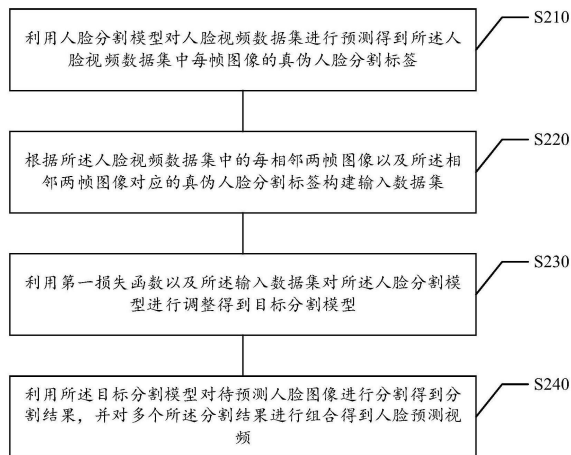 S210
利用人脸分割模型对人脸视频数据集进行预测得到所述人
脸视频数据集中每帧图像的真伪人脸分割标签
S220
根据所述人脸视频数据集中的每相邻两帧图像以及所述相
邻两帧图像对应的真伪人脸分割标签构建输入数据集
S230
利用第一损失函数以及所述输入数据集对所述人脸分割模
型进行调整得到目标分割模型
S240
利用所述目标分割模型对待预测人脸图像进行分割得到分
割结果，并对多个所述分割结果进行组合得到人脸预测视
频